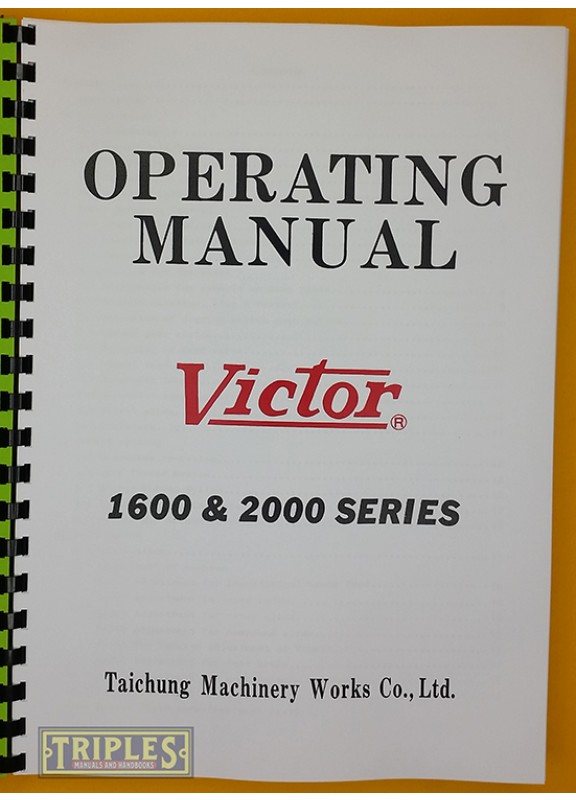 OPERATING
MANUAL
Victor®
1600 & 2000 SERIES
Taichung Machinery Works Co., Ltd.
TRIPLES
MANUALS AND HANDBOOKS